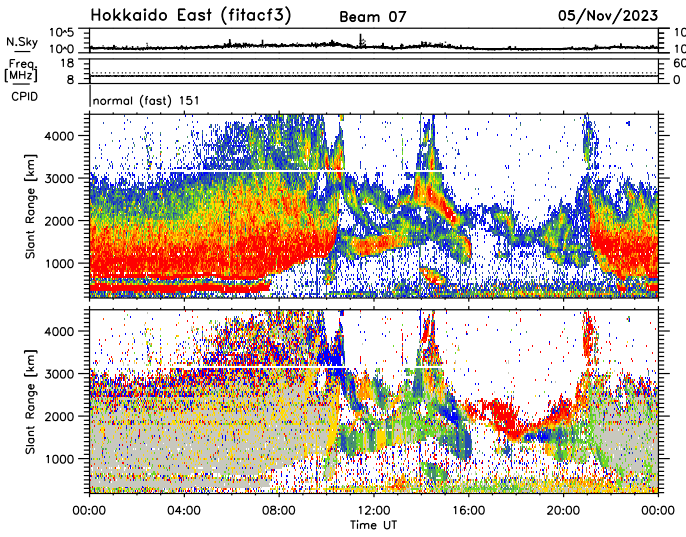 Hokkaido East (fitacf3) Beam 07 05/Nov/2023
N.Sky 10^5 10^0 10 10
Freq. [MHz] 18 8 60 0
CPID normal (fast) 151
Slant Range [km] 4000 3000 2000 1000
Slant Range [km] 4000 3000 2000 1000
00:00 04:00 08:00 12:00 16:00 20:00 00:00
Time UT